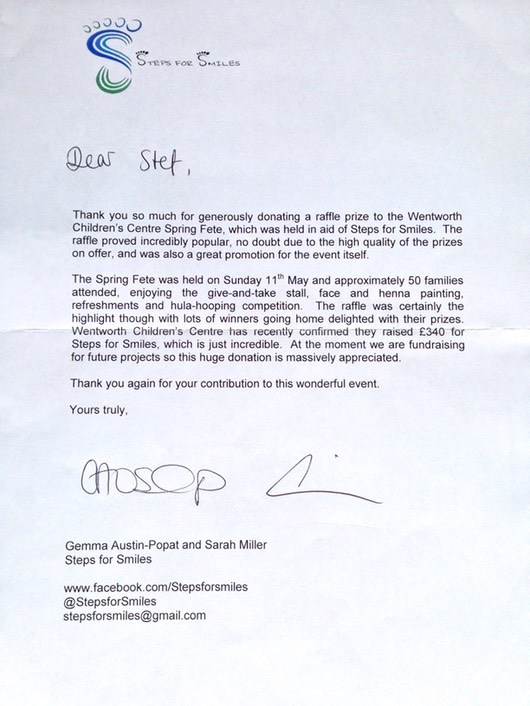 STEPS FOR SMILES
Dear Stef,
Thank you so much for generously donating a raffle prize to the Wentworth
Children's Centre Spring Fete, which was held in aid of Steps for Smiles. The
raffle proved incredibly popular, no doubt due to the high quality of the prizes
on offer, and was also a great promotion for the event itself.
The Spring Fete was held on Sunday 11th May and approximately 50 families
attended, enjoying the give-and-take stall, face and henna painting,
refreshments and hula-hooping competition. The raffle was certainly the
highlight though with lots of winners going home delighted with their prizes.
Wentworth Children's Centre has recently confirmed they raised £340 for
Steps for Smiles, which is just incredible. At the moment we are fundraising
for future projects so this huge donation is massively appreciated.
Thank you again for your contribution to this wonderful event.
Yours truly,
Gemma Austin-Popat and Sarah Miller
Steps for Smiles
www.facebook.com/Stepsforsmiles
@StepsforSmiles
stepsforsmiles@gmail.com